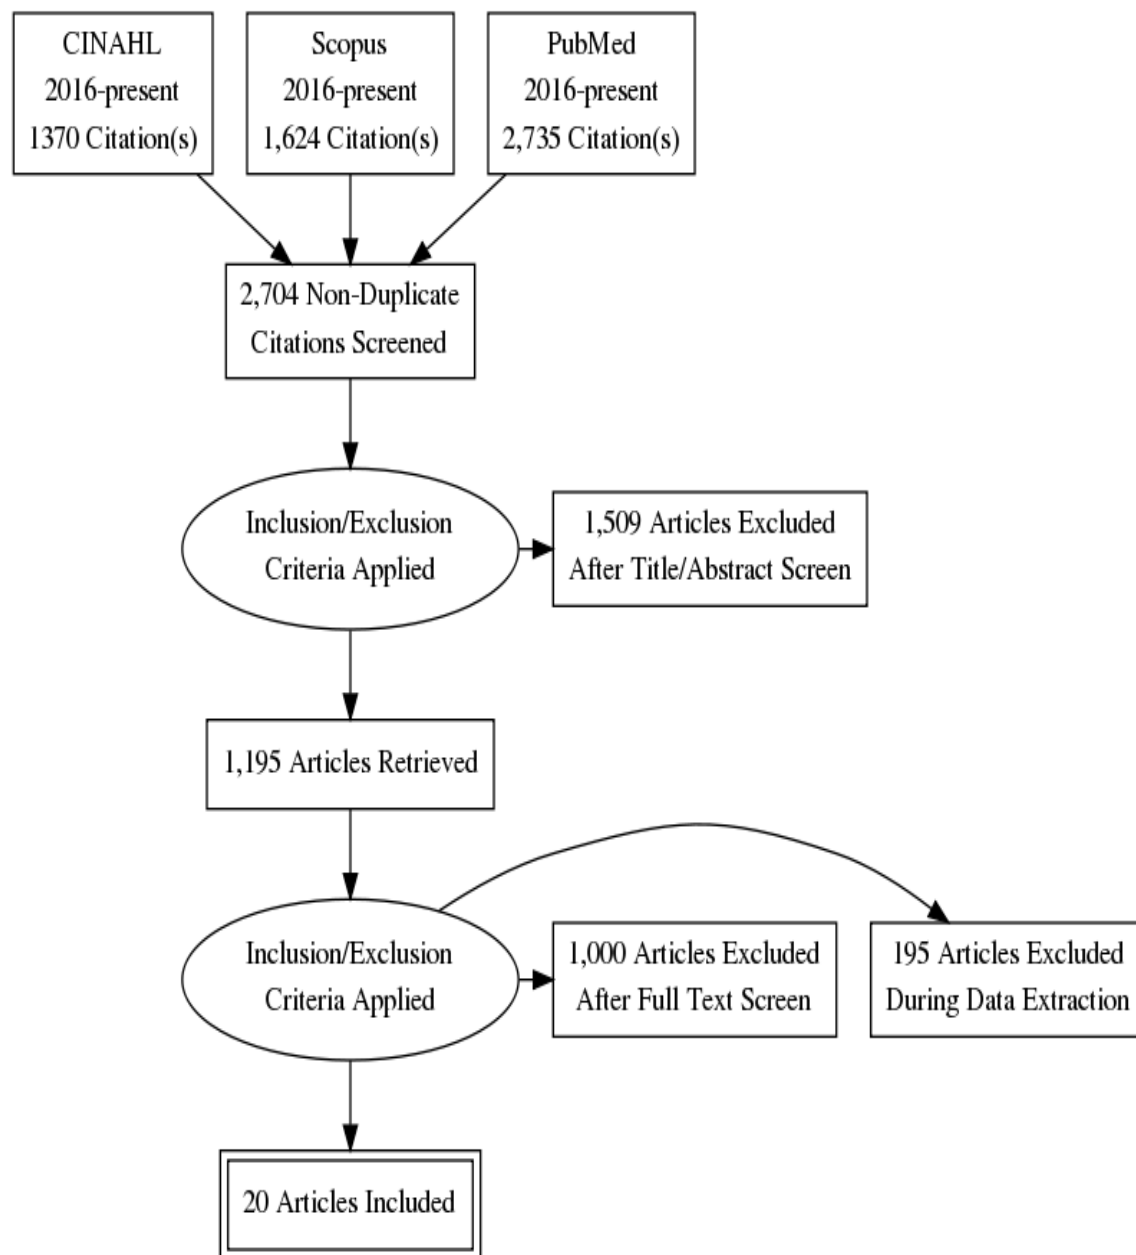 CINAHL
2016-present
1370 Citation(s)
Scopus
2016-present
1,624 Citation(s)
PubMed
2016-present
2,735 Citation(s)
2,704 Non-Duplicate
Citations Screened
Inclusion/Exclusion
Criteria Applied
1,509 Articles Excluded
After Title/Abstract Screen
1,195 Articles Retrieved
Inclusion/Exclusion
Criteria Applied
1,000 Articles Excluded
After Full Text Screen
195 Articles Excluded
During Data Extraction
20 Articles Included